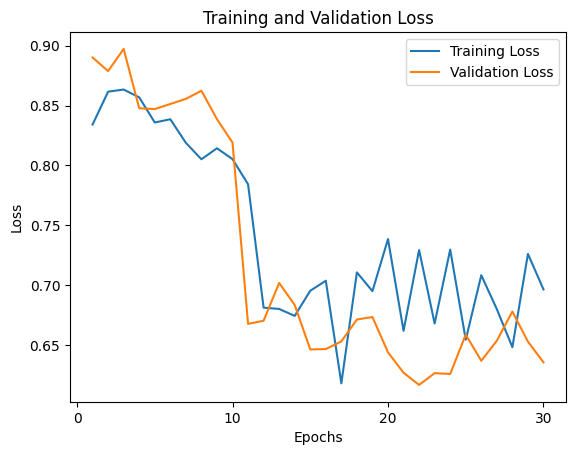 Training and Validation Loss
Training Loss
Validation Loss
0.90
0.85
0.80
0.75
0.70
0.65
Loss
0
10
20
30
Epochs